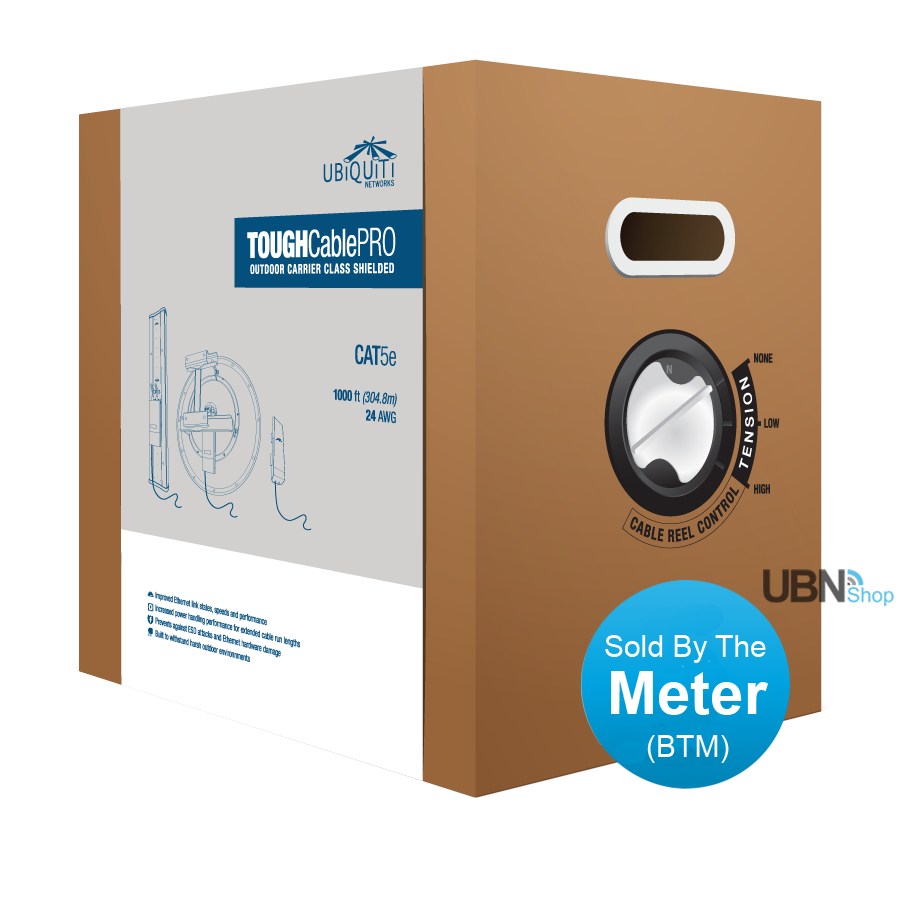 UBiQUiTi
NETWORKS
TOUGHCablePRO
OUTDOOR CARRIER CLASS SHIELDED
CAT5e
1000 ft (304.8m)
24 AWG
Improved Ethernet link states, speeds and performance
Increased power handling performance for extended cable run lengths
Prevents against ESD attacks and Ethernet hardware damage
Built to withstand harsh outdoor environments
N
NONE
LOW
HIGH
TENSION
CABLE REEL CONTROL
UBN
Shop
Sold By The
Meter
(BTM)